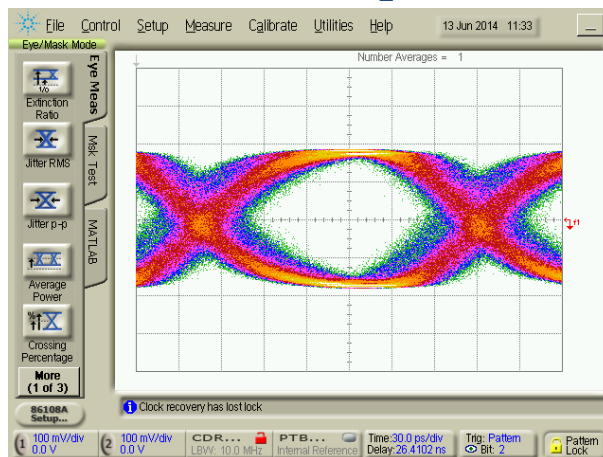 File Control Setup Measure Calibrate Utilities Help 13 Jun 2014 11:33
Eye/Mask Mode
Number Averages = 1
Eye Meas
Msk Test
MATLAB
1/0
Extinction
Ratio
Jitter RMS
Jitter p-p
Average
Power
%
Crossing
Percentage
More
(1 of 3)
f1
86108A
Setup...
i Clock recovery has lost lock
1 100 mV/div
0.0 V
2 100 mV/div
0.0 V
CDR...
LBW: 10.0 MHz
PTB...
Internal Reference
Time:30.0 ps/div
Delay:26.4102 ns
Trig: Pattern
Bit: 2
Pattern
Lock